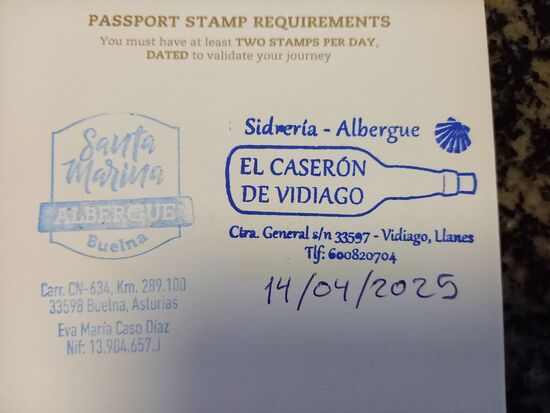 PASSPORT STAMP REQUIREMENTS
You must have at least TWO STAMPS PER DAY,
DATED to validate your journey
Santa
Marina
ALBERGUE
Buelna
Carr. CN-634, Km. 289.100
33598 Buelna, Asturias
Eva María Caso Díaz
Nif: 13.984.657.J
Sidrería - Albergue
EL CASERÓN
DE VIDIAGO
Ctra. General s/n 33597 - Vidiago, Llanes
Tlf: 600820704
14/04/2025